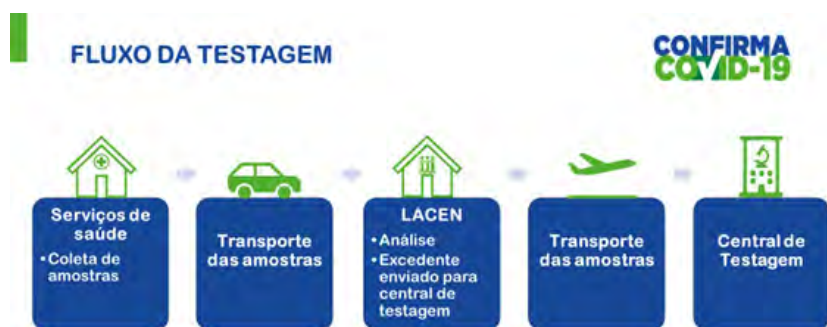 FLUXO DA TESTAGEM
CONFIRMA
COVID-19
Serviços de
saúde
•Coleta de
amostras
Transporte
das amostras
LACEN
•Análise
•Excedente
enviado para
central de
testagem
Transporte
das amostras
Central de
Testagem